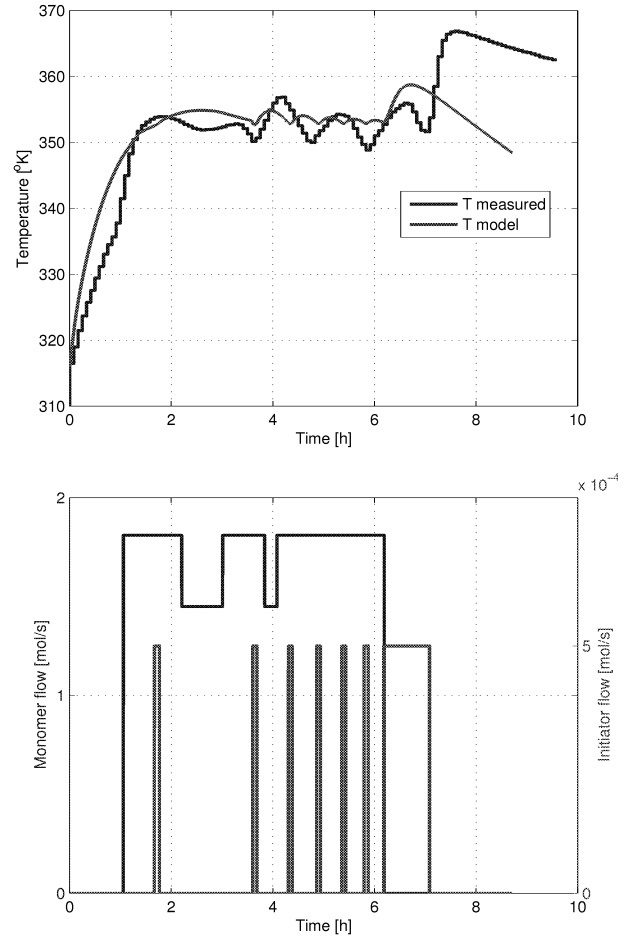 370
360
350
340
330
320
310
Temperature [°K]
T measured
T model
0 2 4 6 8 10
Time [h]
x 10⁻⁴
2
1
0
Monomer flow [mol/s]
5
0
Initiator flow [mol/s]
0 2 4 6 8 10
Time [h]